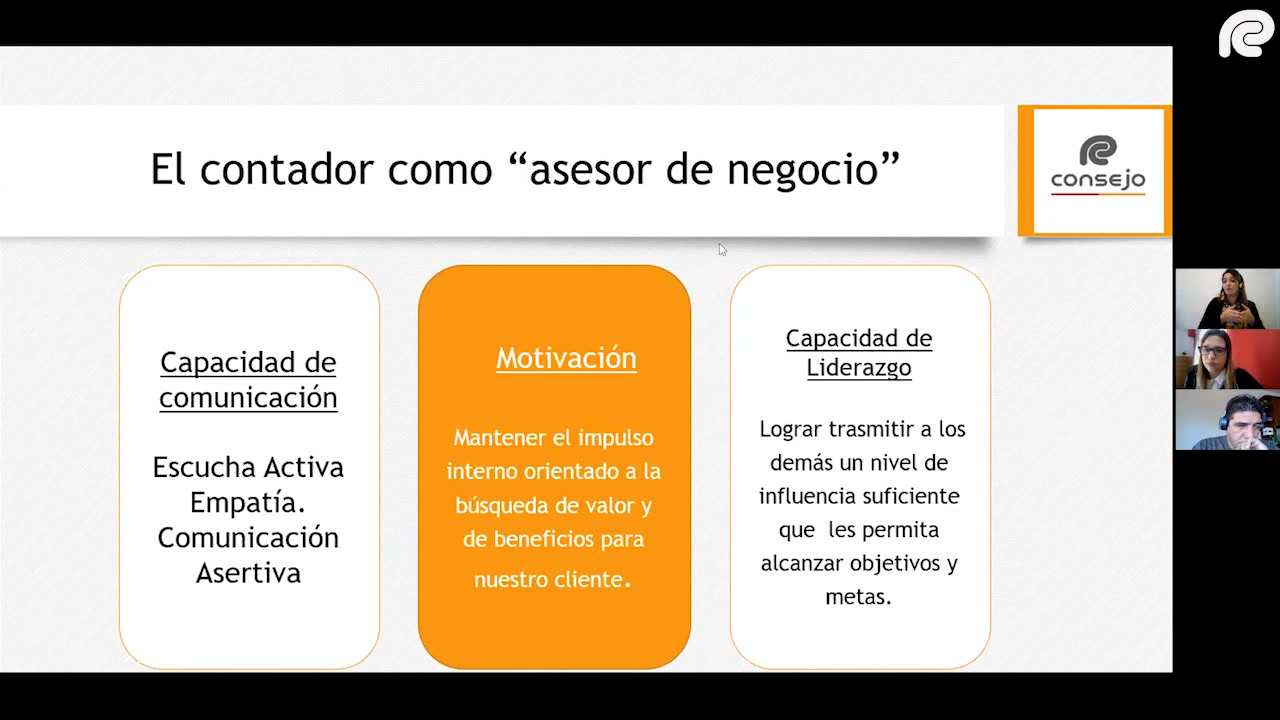 El contador como “asesor de negocio”
consejo
Capacidad de
comunicación
Escucha Activa
Empatía.
Comunicación
Asertiva
Motivación
Mantener el impulso
interno orientado a la
búsqueda de valor y
de beneficios para
nuestro cliente.
Capacidad de
Liderazgo
Lograr trasmitir a los
demás un nivel de
influencia suficiente
que  les permita
alcanzar objetivos y
metas.